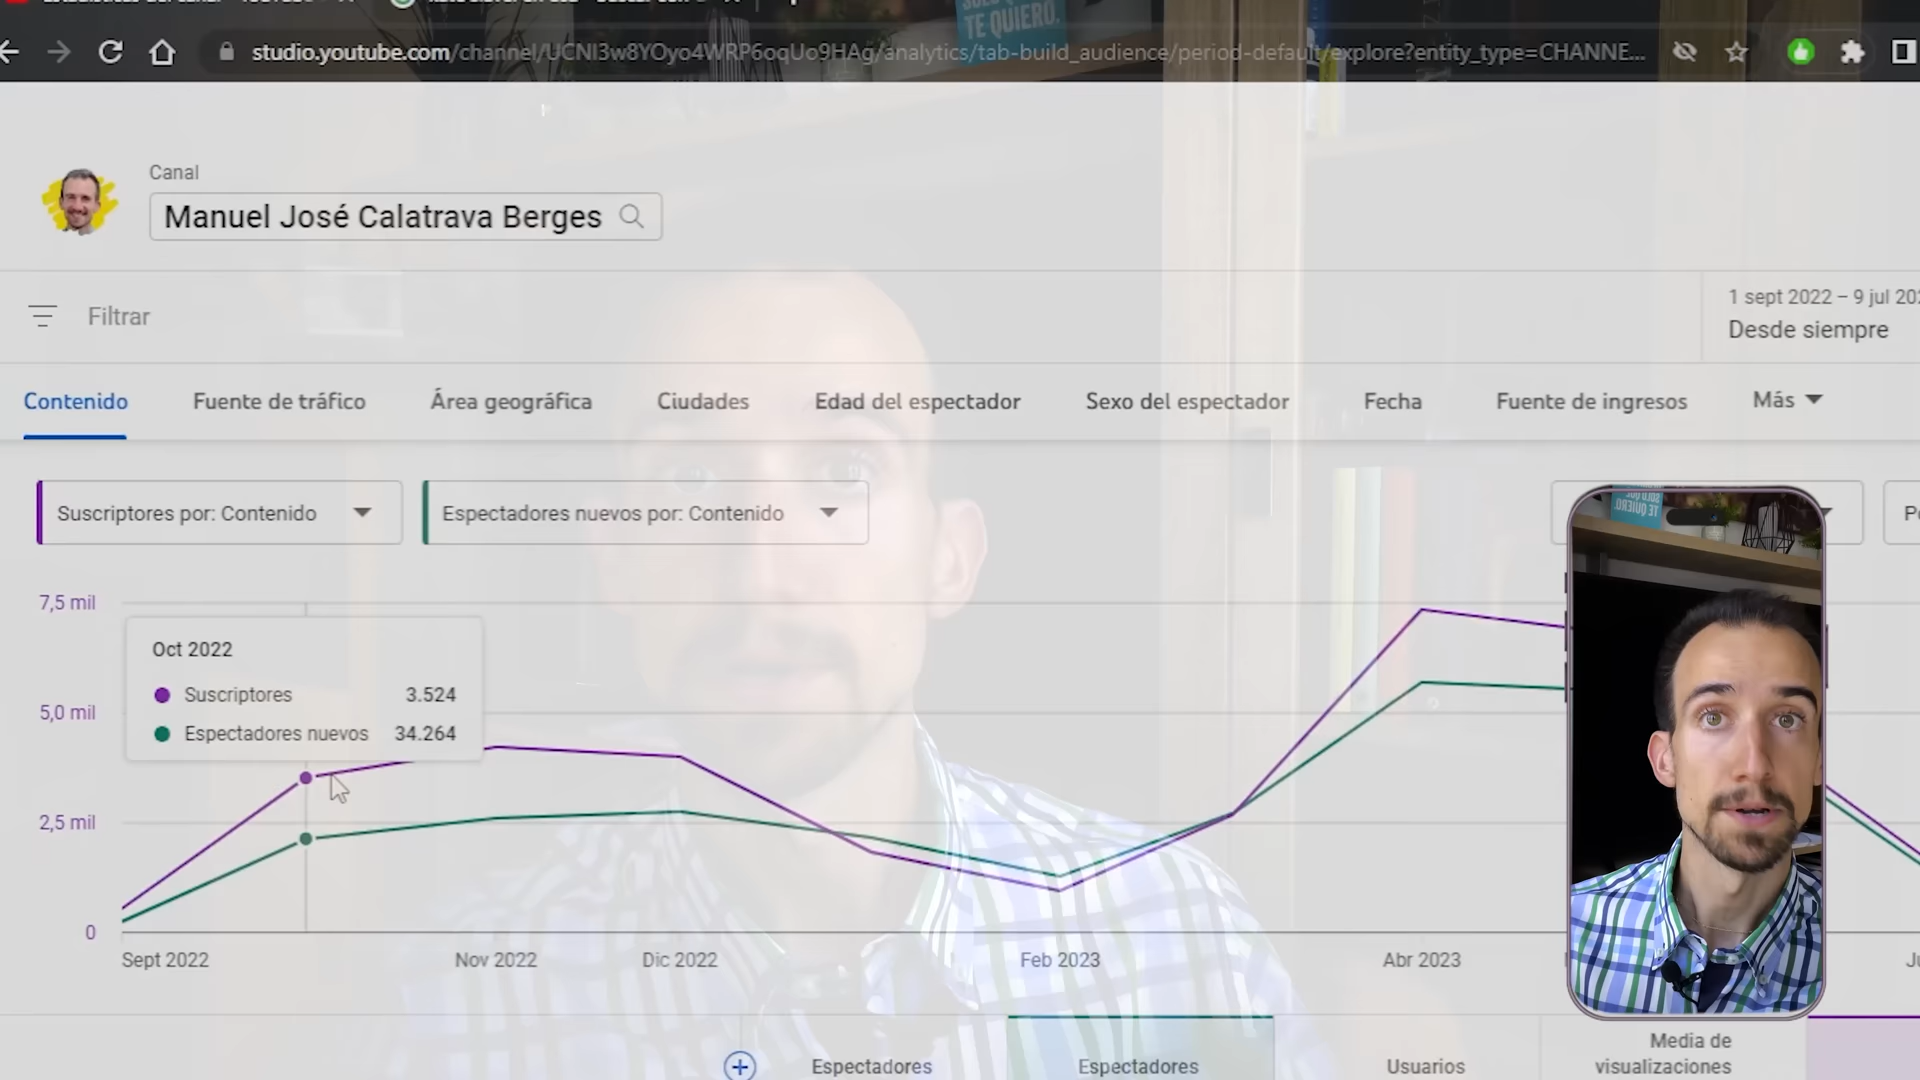 TE QUIERO.
studio.youtube.com/channel/UCNI3w8YOyo4WRP6oqUo9HAg/analytics/tab-build_audience/period-default/explore?entity_type=CHANNE...
Canal
Manuel José Calatrava Berges
Filtrar
1 sept 2022 – 9 jul 202
Desde siempre
Contenido Fuente de tráfico Área geográfica Ciudades Edad del espectador Sexo del espectador Fecha Fuente de ingresos Más
Suscriptores por: Contenido Espectadores nuevos por: Contenido
7,5 mil
Oct 2022
Suscriptores 3.524
5,0 mil
Espectadores nuevos 34.264
2,5 mil
0
Sept 2022 Nov 2022 Dic 2022 Feb 2023 Abr 2023
Espectadores Espectadores Usuarios Media de
visualizaciones